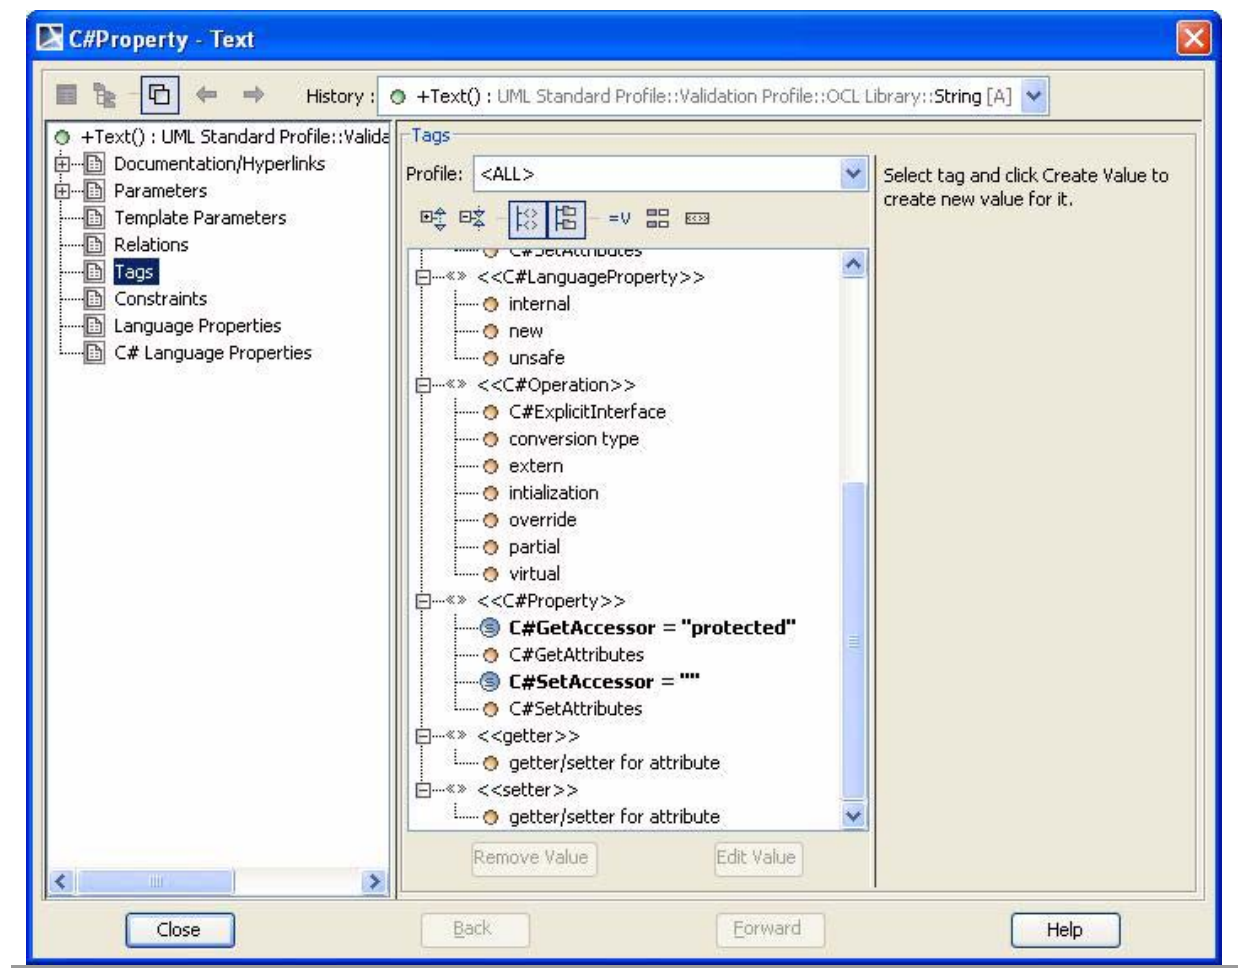 C#Property - Text
History : +Text() : UML Standard Profile::Validation Profile::OCL Library::String [A]
+Text() : UML Standard Profile::Valida
Documentation/Hyperlinks
Parameters
Template Parameters
Relations
Tags
Constraints
Language Properties
C# Language Properties
Tags
Profile: <ALL>
=V
C#SetAttributes
«» <<C#LanguageProperty>>
internal
new
unsafe
«» <<C#Operation>>
C#ExplicitInterface
conversion type
extern
intialization
override
partial
virtual
«» <<C#Property>>
C#GetAccessor = "protected"
C#GetAttributes
C#SetAccessor = ""
C#SetAttributes
«» <<getter>>
getter/setter for attribute
«» <<setter>>
getter/setter for attribute
Remove Value
Edit Value
Select tag and click Create Value to
create new value for it.
Close
Back
Forward
Help